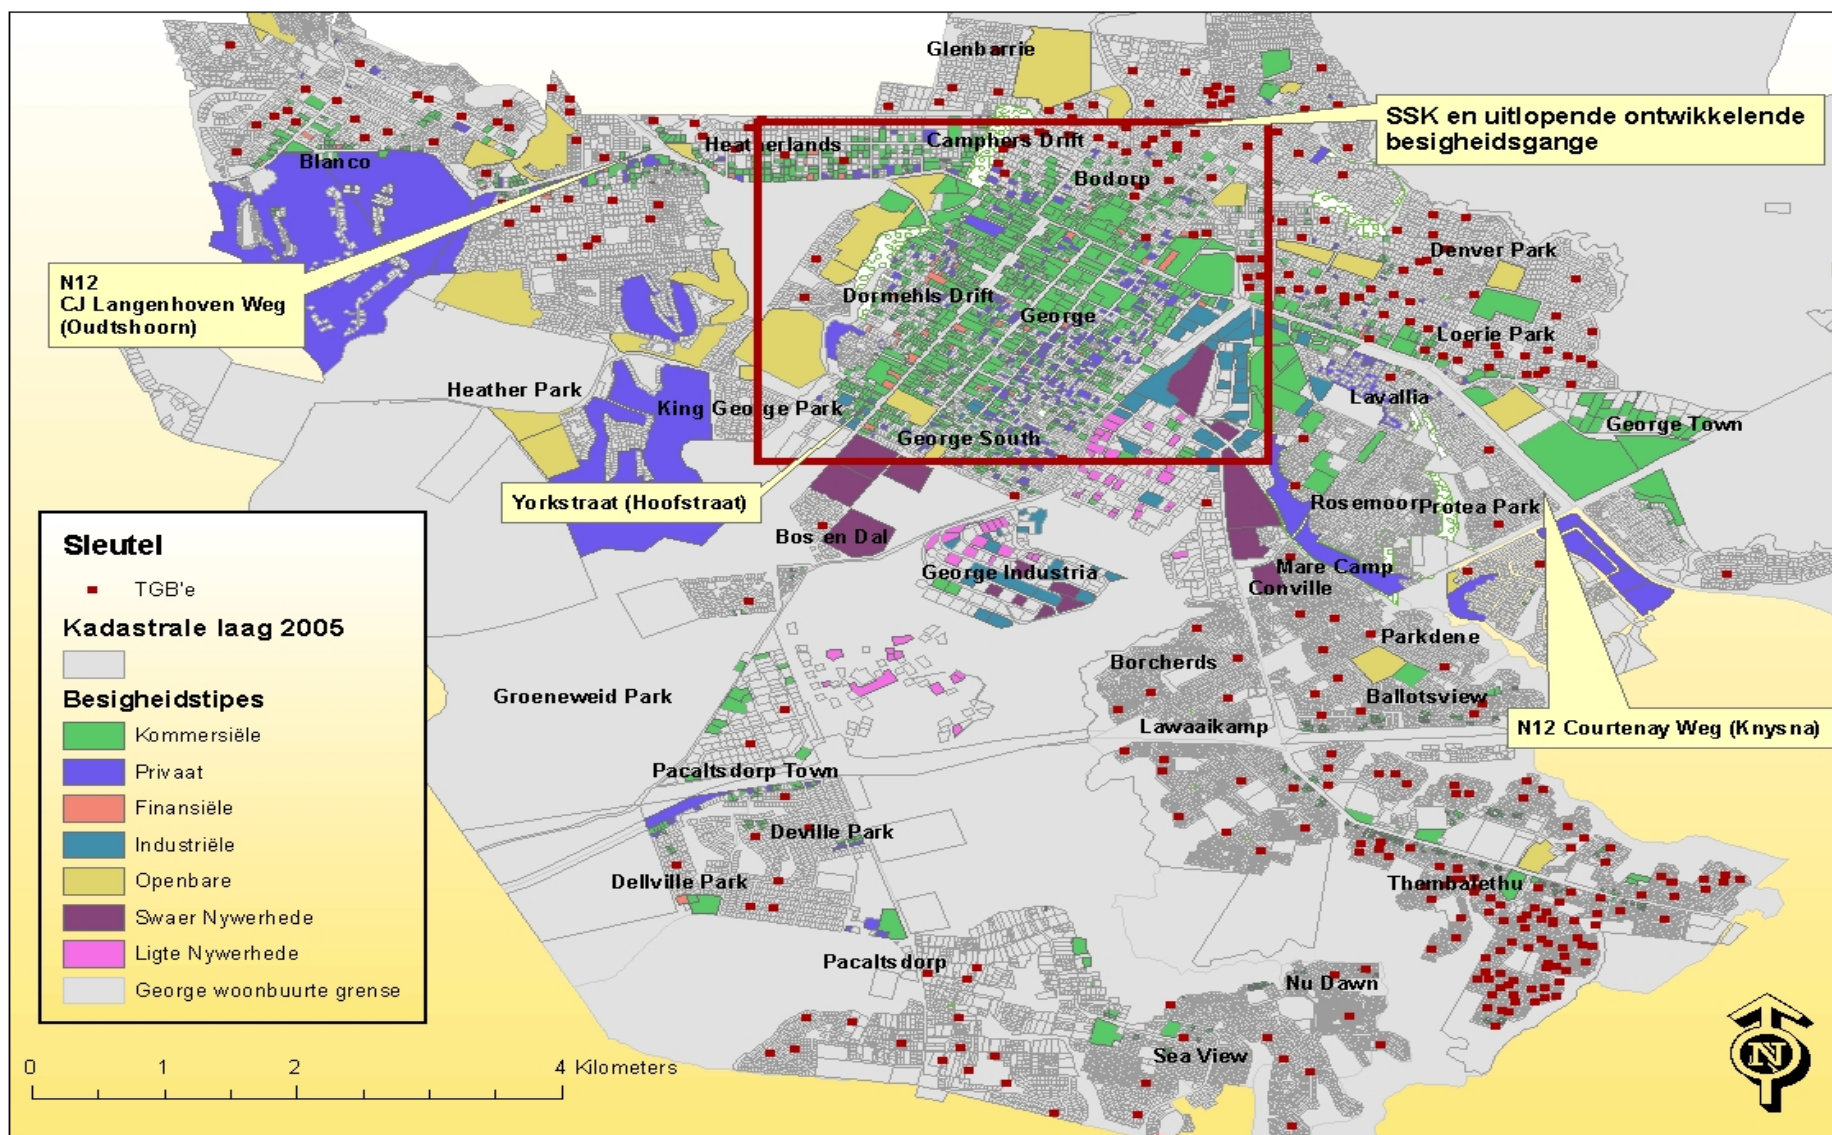 Glenbarrie
SSK en uitlopende ontwikkelende
besigheidsgange
Heatherlands
Camphers Drift
Blanco
Bodorp
Denver Park
N12
CJ Langenhoven Weg
(Oudtshoorn)
Dormehls Drift
George
Loerie Park
Heather Park
King George Park
Lavallia
George Town
George South
Yorkstraat (Hoofstraat)
Rosemoor
Protea Park
Bos en Dal
George Industria
Mare Camp
Conville
Parkdene
Borcherds
Groeneweid Park
Ballotsview
Lawaaikamp
N12 Courtenay Weg (Knysna)
Pacaltsdorp Town
Deville Park
Dellville Park
Thembalethu
Pacaltsdorp
Nu Dawn
Sea View
Sleutel
TGB'e
Kadastrale laag 2005
Besigheidstipes
Kommersiële
Privaat
Finansiële
Industriële
Openbare
Swaer Nywerhede
Ligte Nywerhede
George woonbuurte grense
0 1 2 4 Kilometers
N